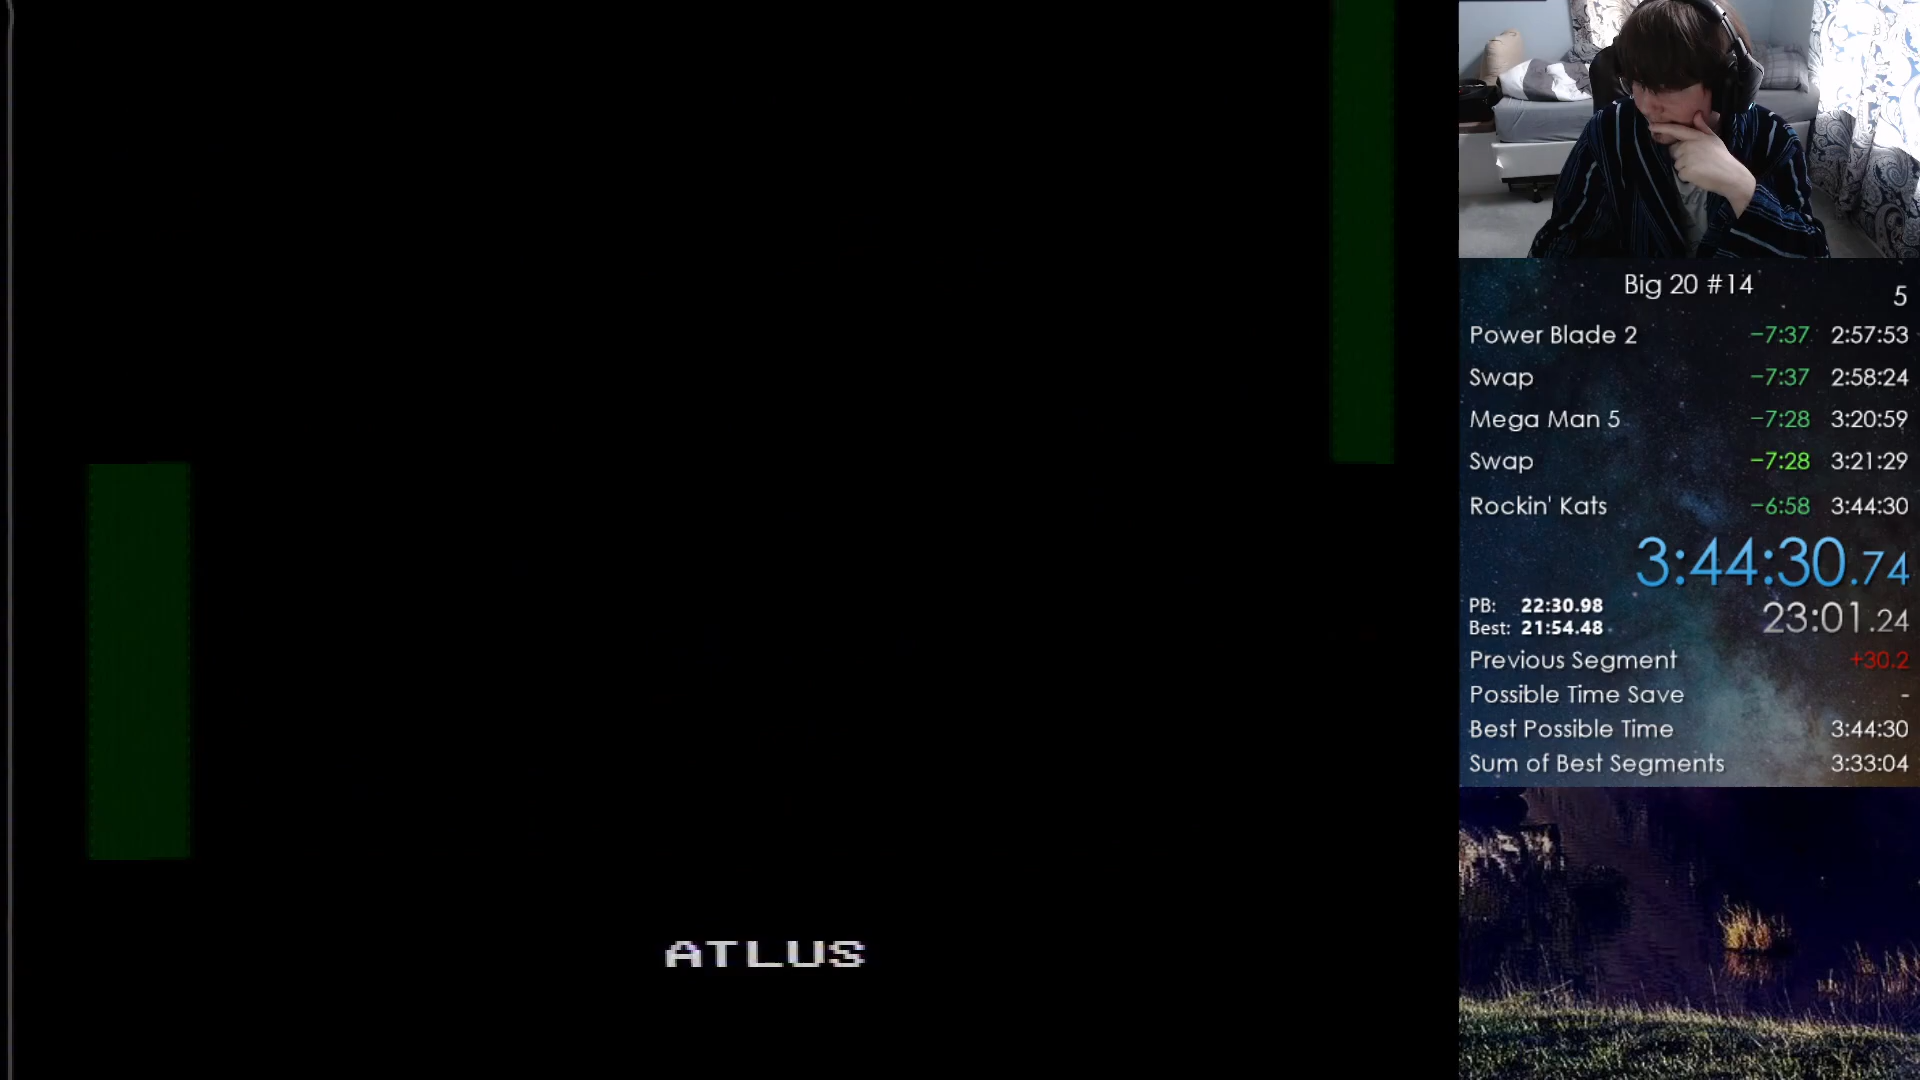 ATLUS
Big 20 #14
5
Power Blade 2 −7:37 2:57:53
Swap −7:37 2:58:24
Mega Man 5 −7:28 3:20:59
Swap −7:28 3:21:29
Rockin' Kats −6:58 3:44:30
3:44:30.74
PB: 22:30.98
Best: 21:54.48
23:01.24
Previous Segment +30.2
Possible Time Save -
Best Possible Time 3:44:30
Sum of Best Segments 3:33:04